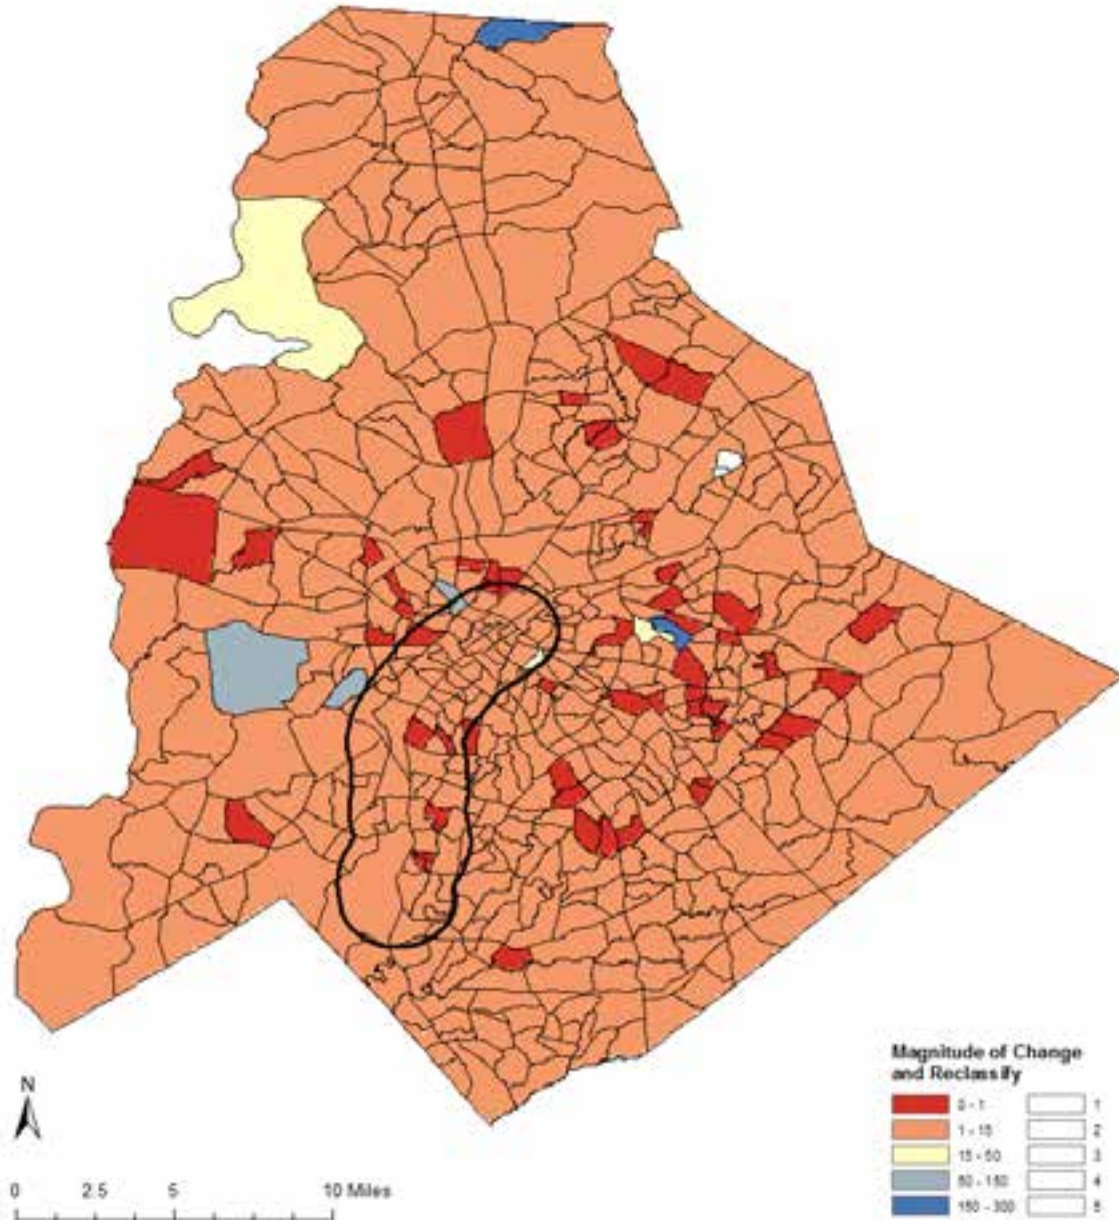 N
0 2.5 5 10 Miles
Magnitude of Change
and Reclassify
0 - 1 1
1 - 15 2
15 - 50 3
50 - 150 4
150 - 300 5